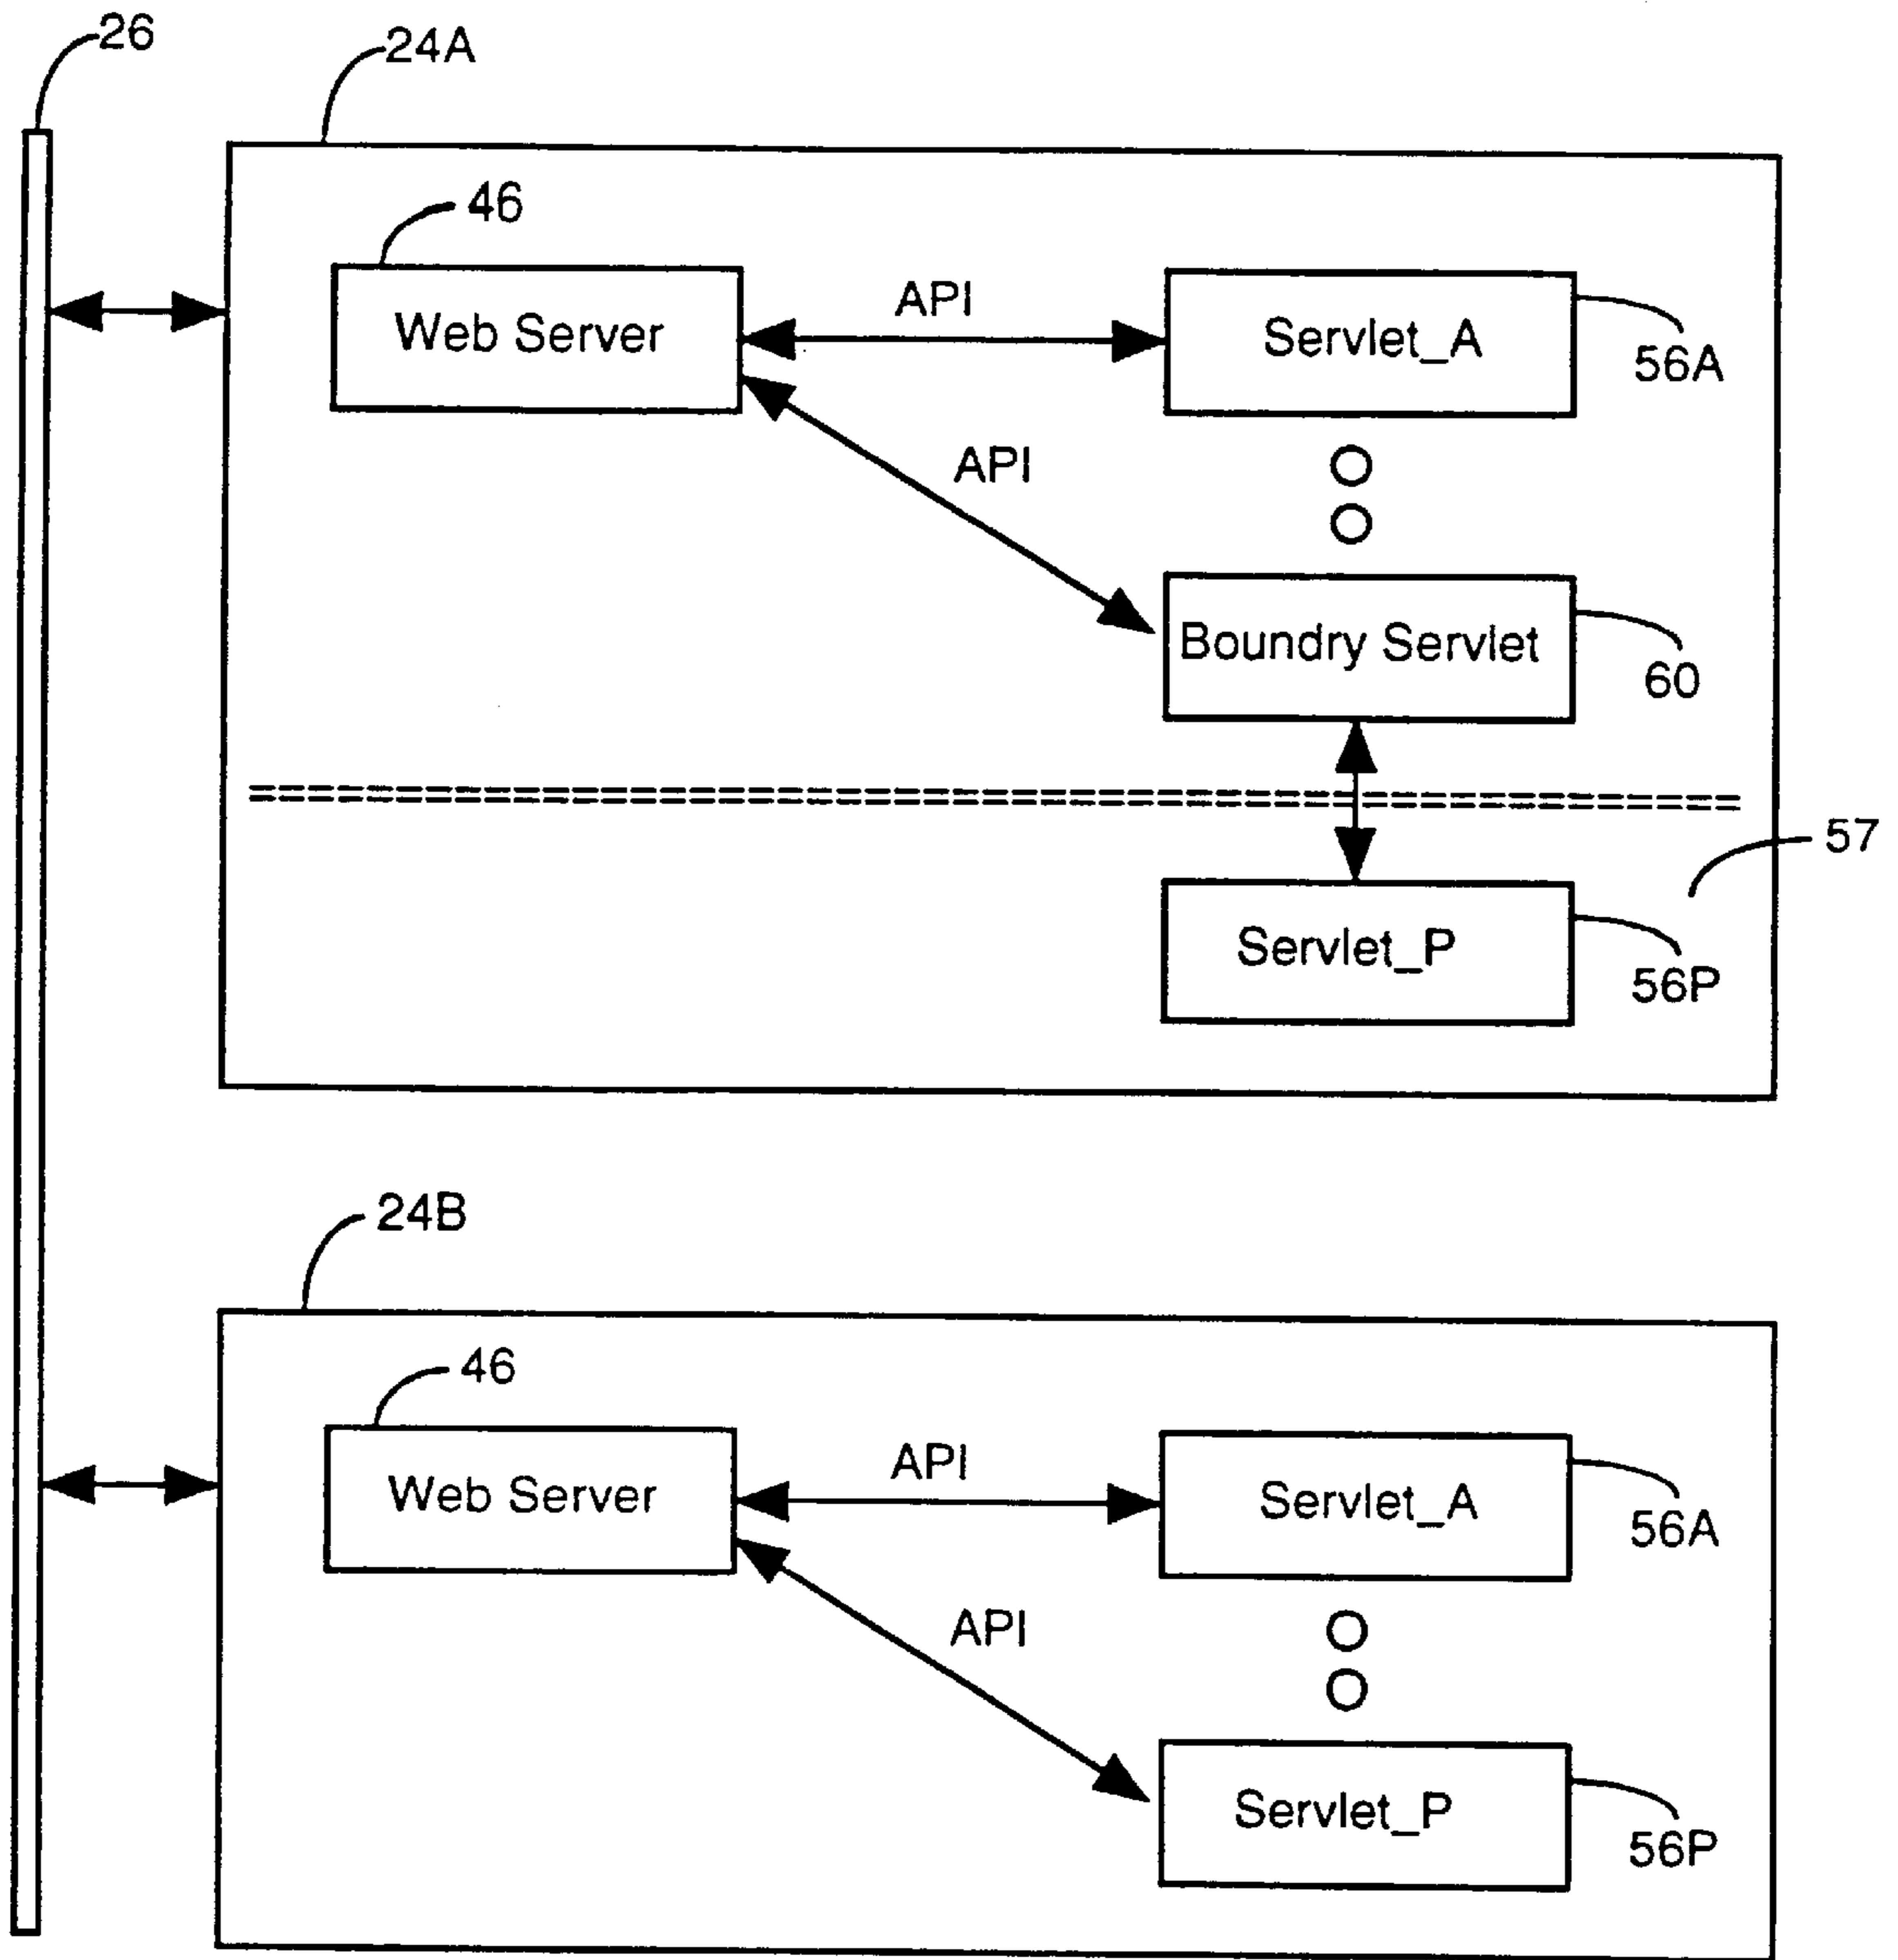 26
24A
46
Web Server
API
Servlet_A
56A
API
Boundry Servlet
60
57
Servlet_P
56P
24B
46
Web Server
API
Servlet_A
56A
API
Servlet_P
56P